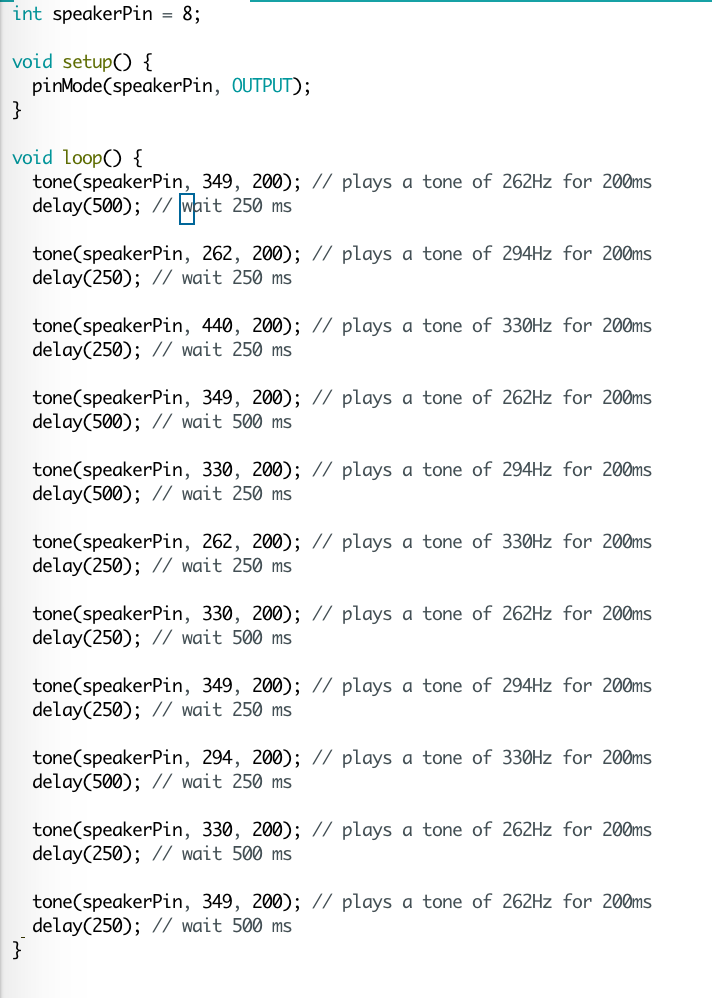 int speakerPin = 8;
void setup() {
pinMode(speakerPin, OUTPUT);
}
void loop() {
tone(speakerPin, 349, 200); // plays a tone of 262Hz for 200ms
delay(500); // wait 250 ms
tone(speakerPin, 262, 200); // plays a tone of 294Hz for 200ms
delay(250); // wait 250 ms
tone(speakerPin, 440, 200); // plays a tone of 330Hz for 200ms
delay(250); // wait 250 ms
tone(speakerPin, 349, 200); // plays a tone of 262Hz for 200ms
delay(500); // wait 500 ms
tone(speakerPin, 330, 200); // plays a tone of 294Hz for 200ms
delay(500); // wait 250 ms
tone(speakerPin, 262, 200); // plays a tone of 330Hz for 200ms
delay(250); // wait 250 ms
tone(speakerPin, 330, 200); // plays a tone of 262Hz for 200ms
delay(250); // wait 500 ms
tone(speakerPin, 349, 200); // plays a tone of 294Hz for 200ms
delay(250); // wait 250 ms
tone(speakerPin, 294, 200); // plays a tone of 330Hz for 200ms
delay(500); // wait 250 ms
tone(speakerPin, 330, 200); // plays a tone of 262Hz for 200ms
delay(250); // wait 500 ms
tone(speakerPin, 349, 200); // plays a tone of 262Hz for 200ms
delay(250); // wait 500 ms
}